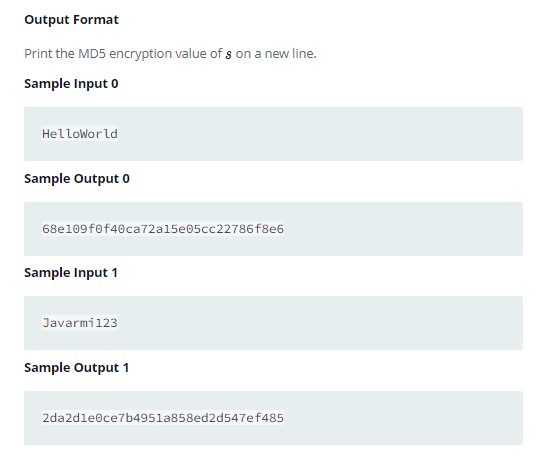 Output Format
Print the MD5 encryption value of s on a new line.
Sample Input 0
HelloWorld
Sample Output 0
68e109f0f40ca72a15e05cc22786f8e6
Sample Input 1
Javarmi123
Sample Output 1
2da2d1e0ce7b4951a858ed2d547ef485